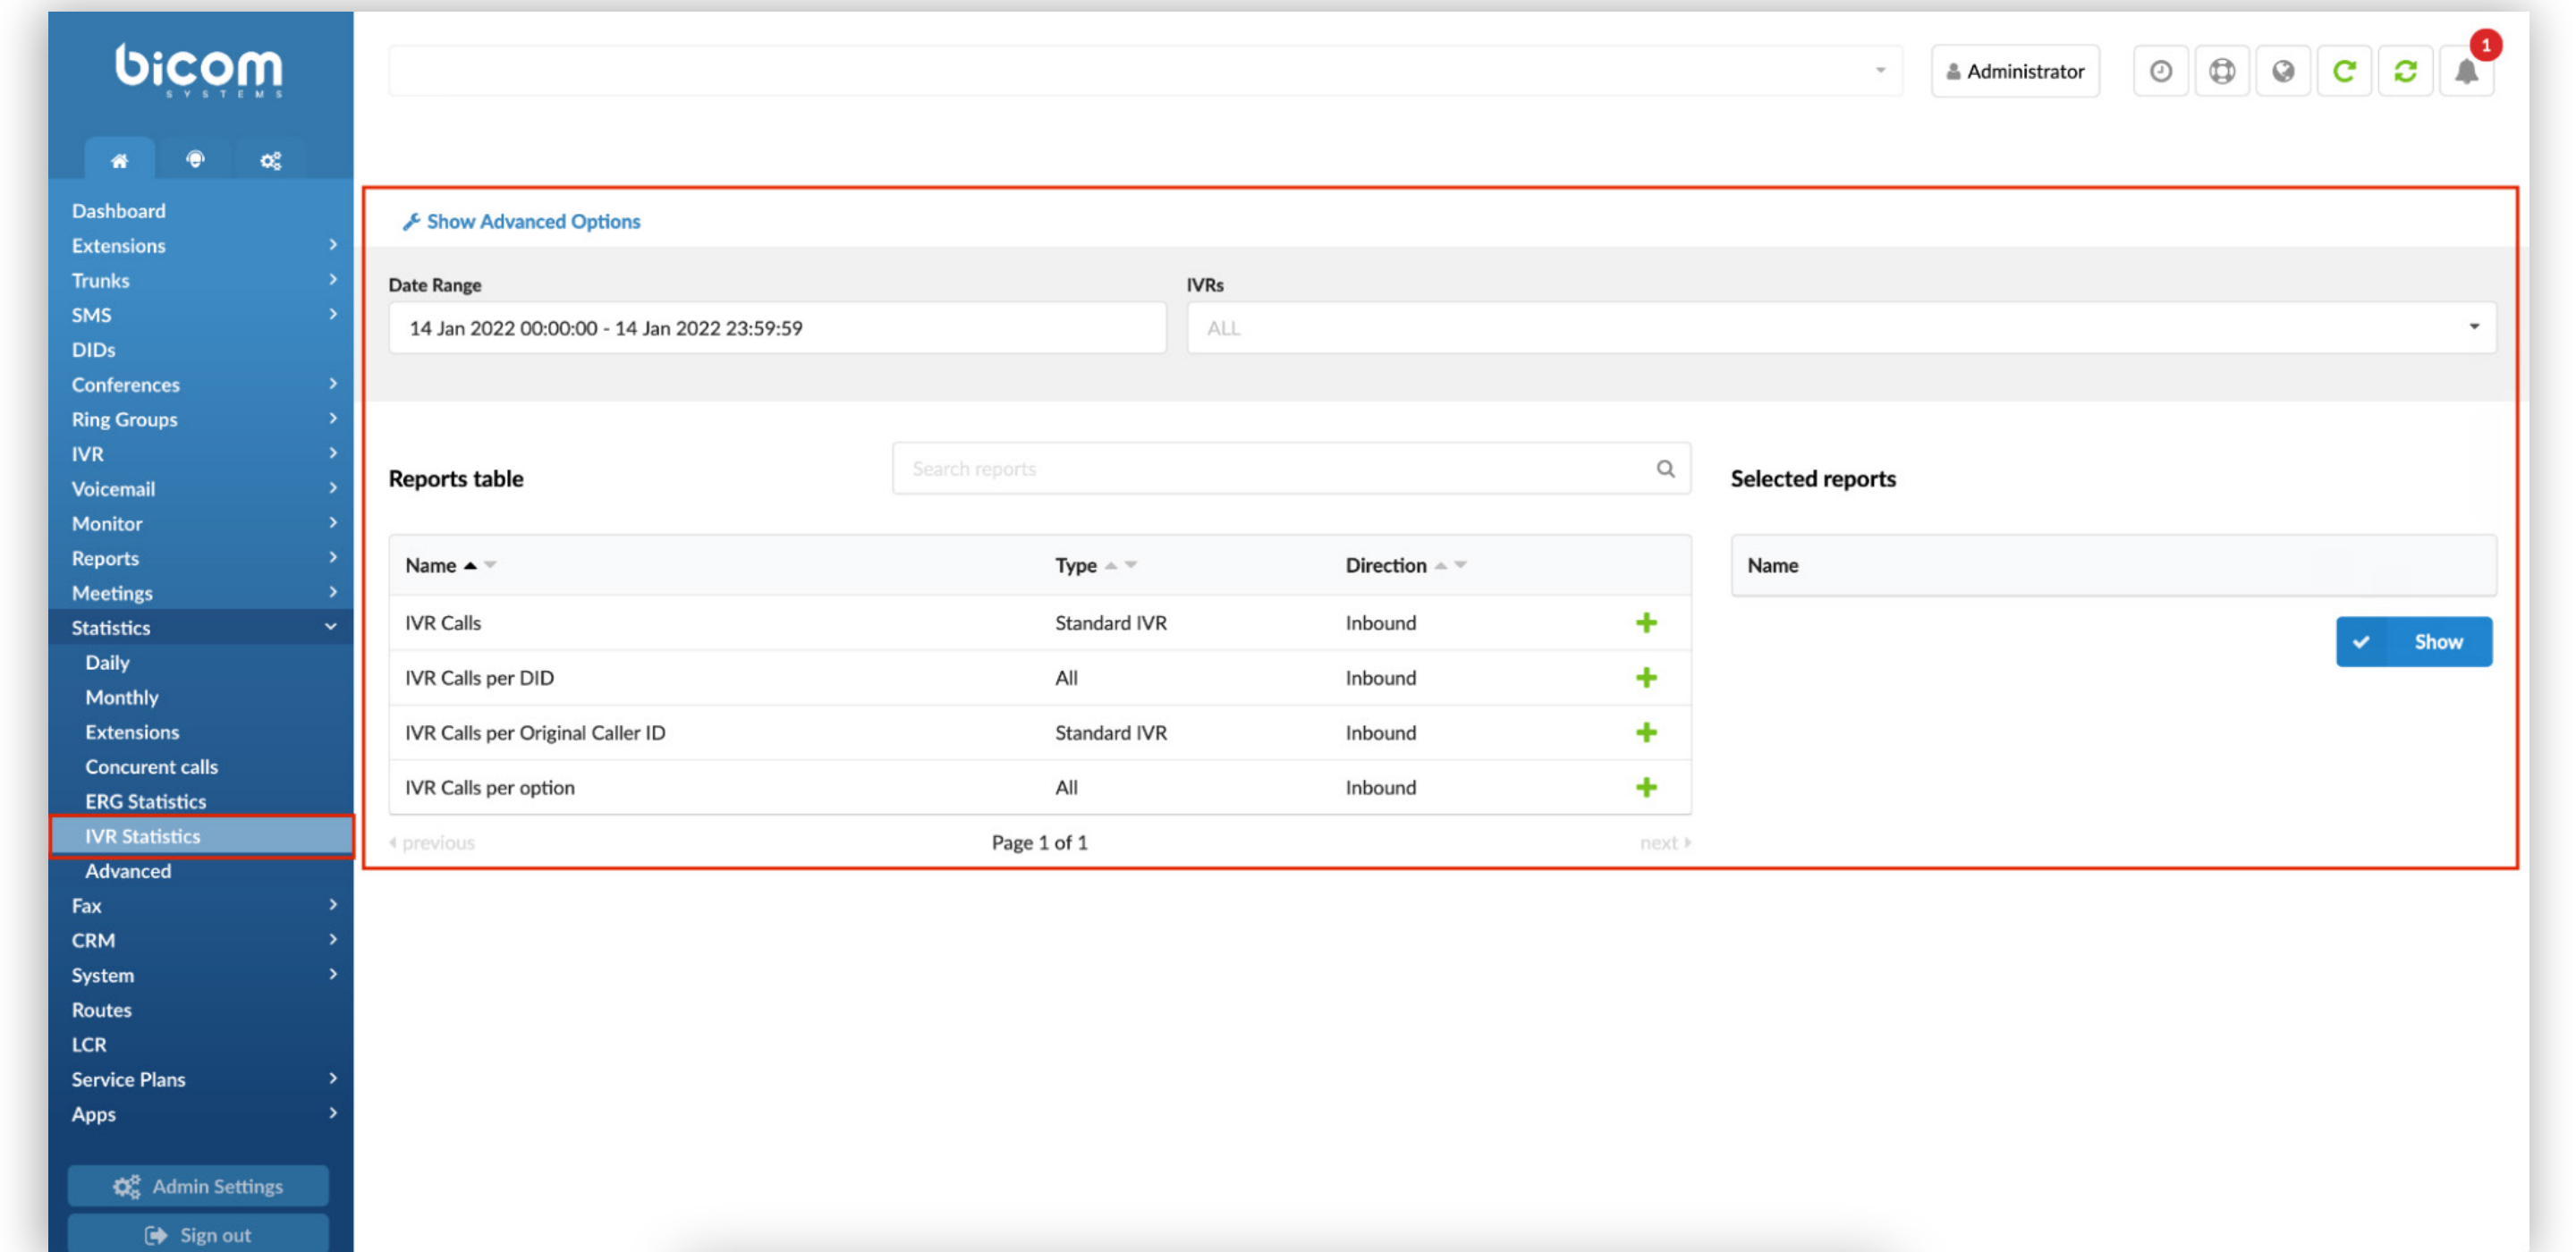 bicom
SYSTEMS
Administrator
1
Dashboard
Extensions
Trunks
SMS
DIDs
Conferences
Ring Groups
IVR
Voicemail
Monitor
Reports
Meetings
Statistics
Daily
Monthly
Extensions
Concurent calls
ERG Statistics
IVR Statistics
Advanced
Fax
CRM
System
Routes
LCR
Service Plans
Apps
Admin Settings
Sign out
Show Advanced Options
Date Range
14 Jan 2022 00:00:00 - 14 Jan 2022 23:59:59
IVRs
ALL
Reports table
Search reports
Name Type Direction
IVR Calls Standard IVR Inbound
IVR Calls per DID All Inbound
IVR Calls per Original Caller ID Standard IVR Inbound
IVR Calls per option All Inbound
previous Page 1 of 1 next
Selected reports
Name
Show